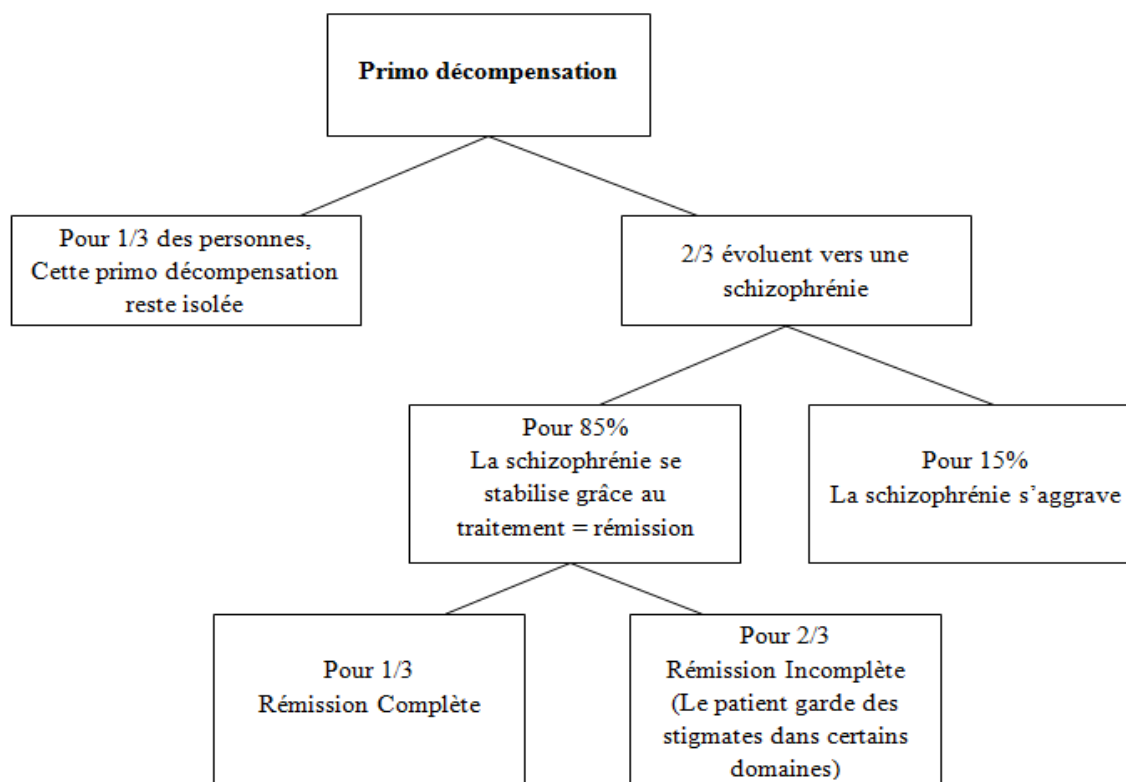 Primo décompensation
Pour 1/3 des personnes,
Cette primo décompensation
reste isolée
2/3 évoluent vers une
schizophrénie
Pour 85%
La schizophrénie se
stabilise grâce au
traitement = rémission
Pour 15%
La schizophrénie s’aggrave
Pour 1/3
Rémission Complète
Pour 2/3
Rémission Incomplète
(Le patient garde des
stigmates dans certains
domaines)